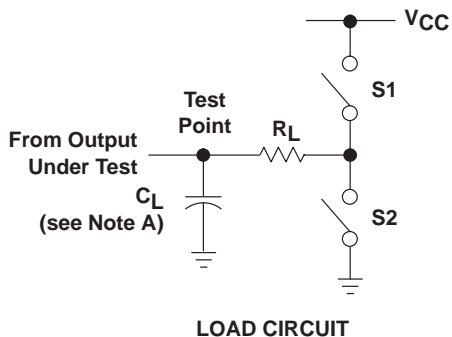 VCC
S1
Test
Point
RL
From Output
Under Test
CL
(see Note A)
S2
LOAD CIRCUIT